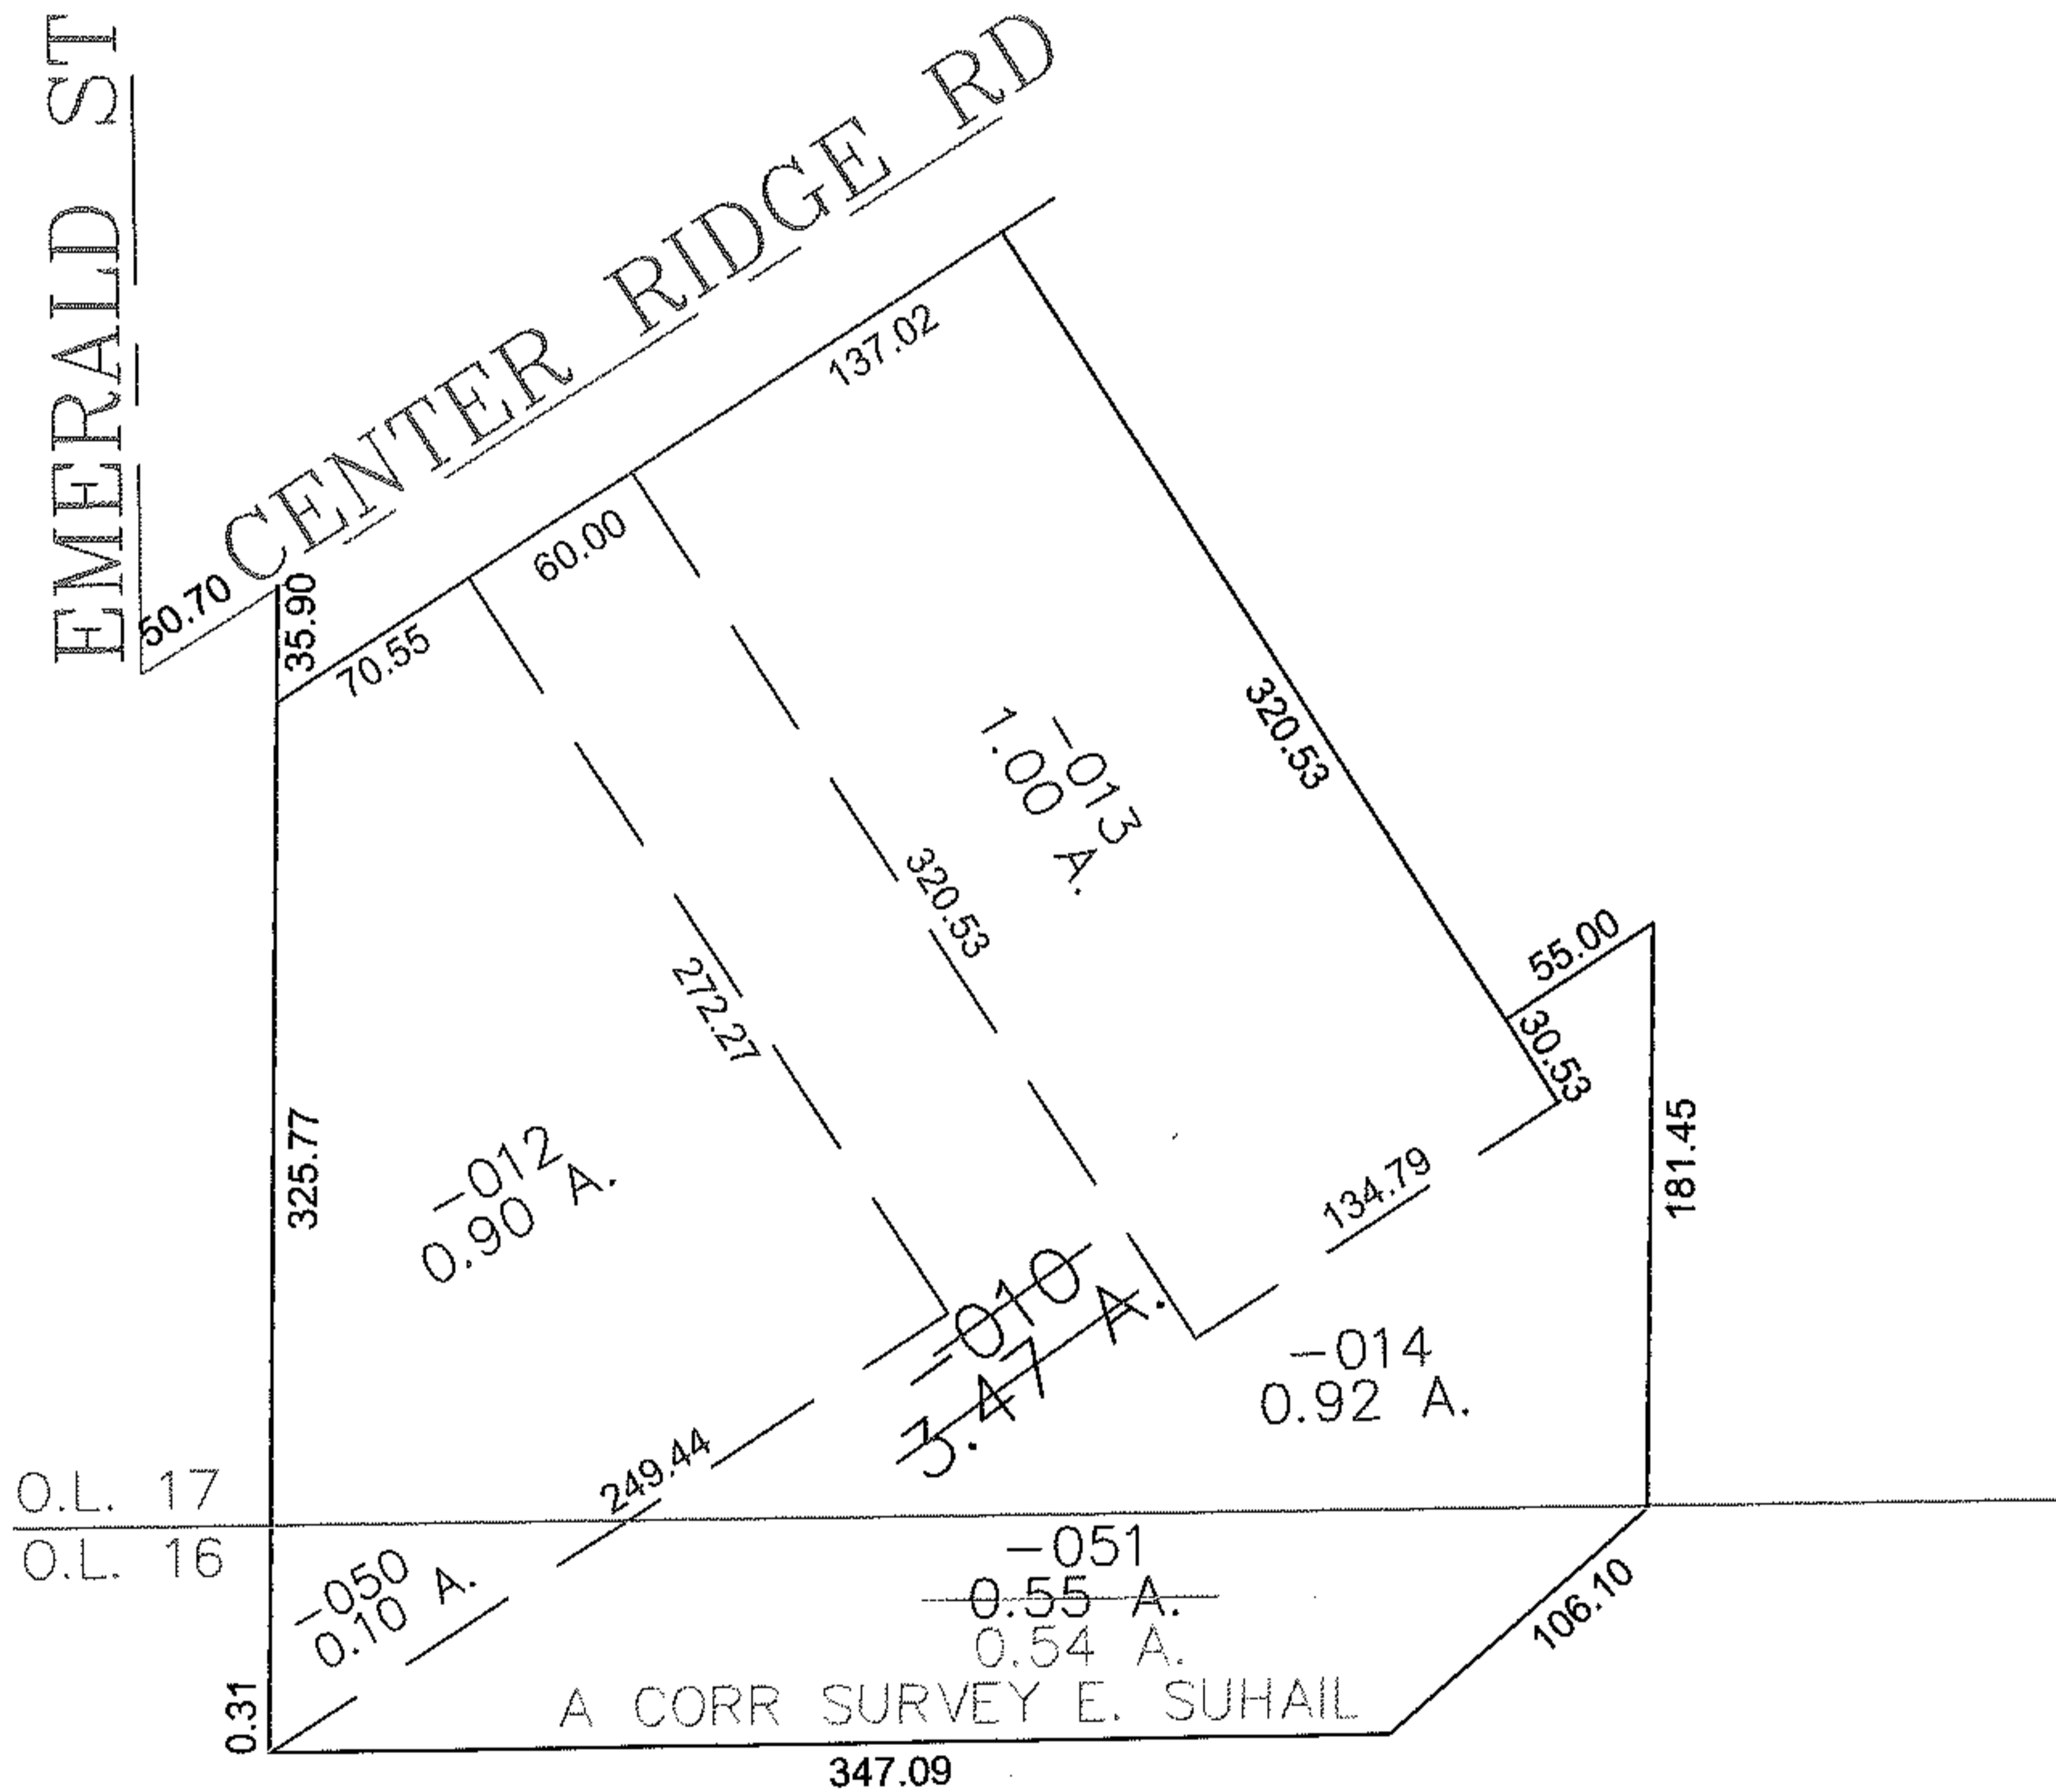 EMERALD ST
CENTER RIDGE RD
50.70
35.90
70.55
60.00
137.02
320.53
-013
1.00 A.
320.53
272.27
55.00
30.53
181.45
134.79
325.77
-012
0.90 A.
-010
3.47 A.
-014
0.92 A.
249.44
O.L. 17
O.L. 16
-050
0.10 A.
-051
0.55 A.
0.54 A.
A CORR SURVEY E. SUHAIL
106.10
0.31
347.09